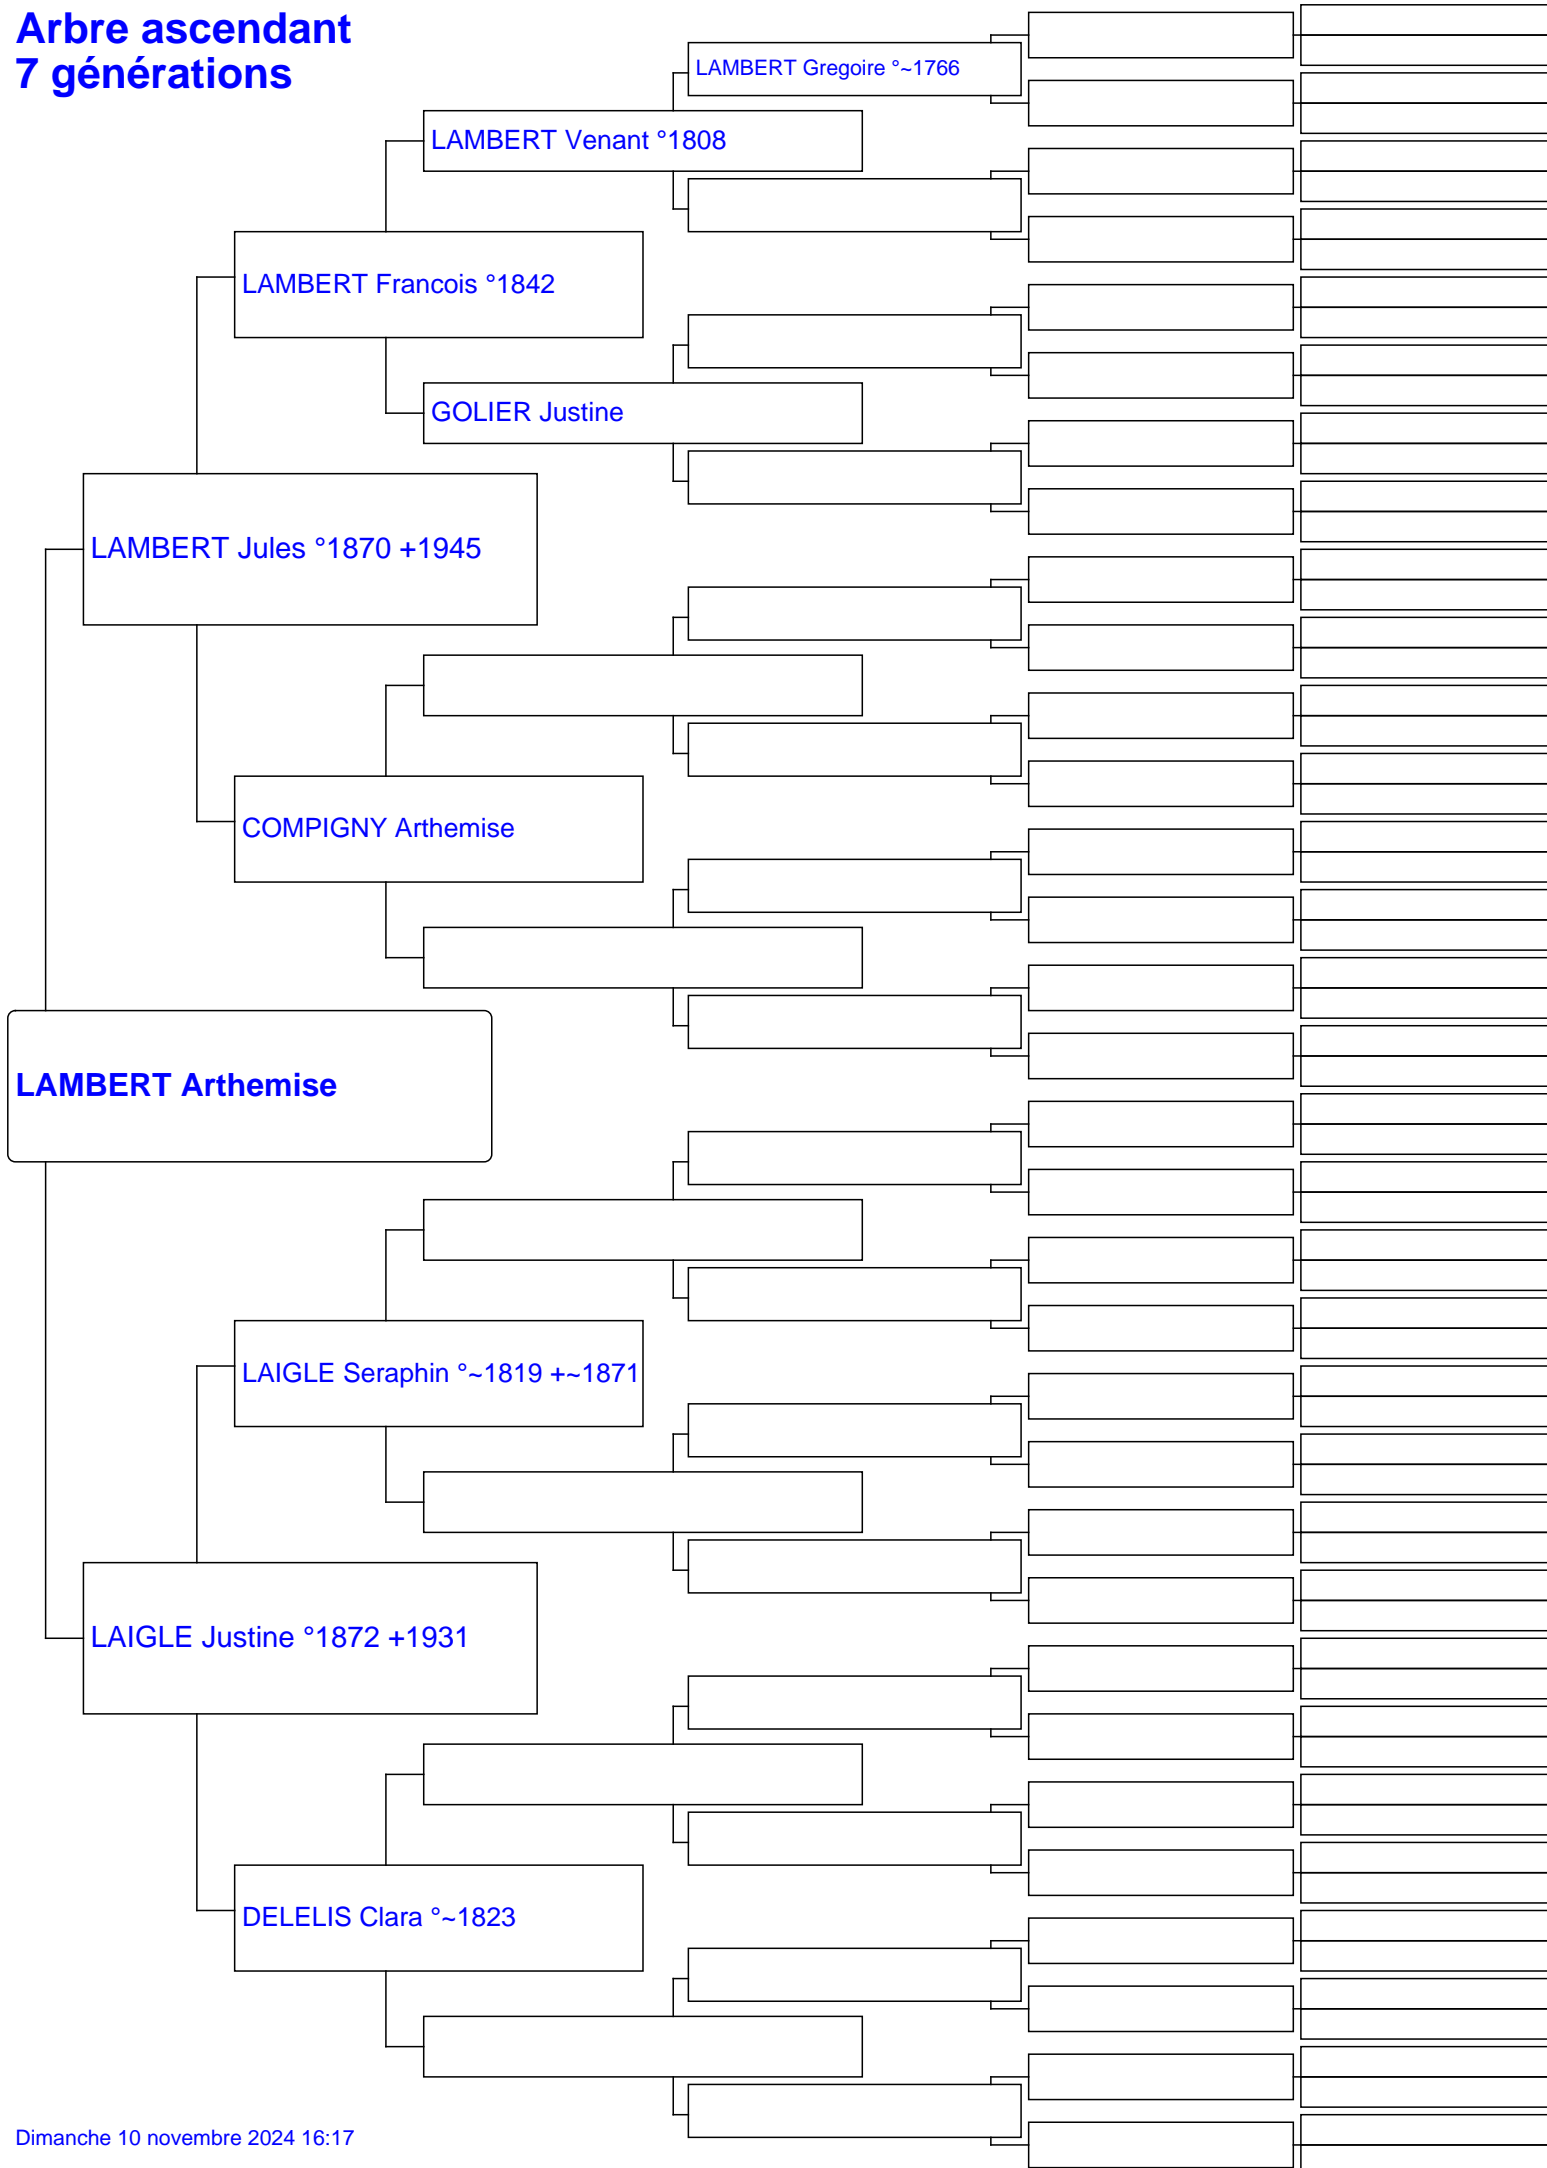 Arbre ascendant
7 générations
LAMBERT Gregoire °~1766
LAMBERT Venant °1808
LAMBERT Francois °1842
GOLIER Justine
LAMBERT Jules °1870 +1945
COMPIGNY Arthemise
LAMBERT Arthemise
LAIGLE Seraphin °~1819 +~1871
LAIGLE Justine °1872 +1931
DELELIS Clara °~1823
Dimanche 10 novembre 2024 16:17